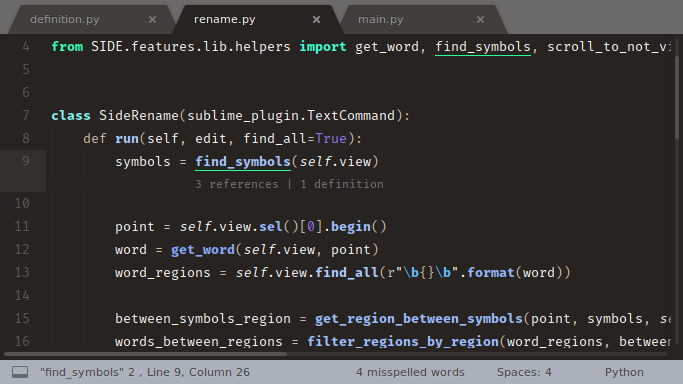 definition.py × rename.py × main.py ×
4 from SIDE.features.lib.helpers import get_word, find_symbols, scroll_to_not_vi
5
6
7 class SideRename(sublime_plugin.TextCommand):
8 def run(self, edit, find_all=True):
9 symbols = find_symbols(self.view)
3 references | 1 definition
10
11 point = self.view.sel()[0].begin()
12 word = get_word(self.view, point)
13 word_regions = self.view.find_all(r"\b{}\b".format(word))
14
15 between_symbols_region = get_region_between_symbols(point, symbols, se
16 words_between_regions = filter_regions_by_region(word_regions, between
"find_symbols" 2 , Line 9, Column 26 4 misspelled words Spaces: 4 Python